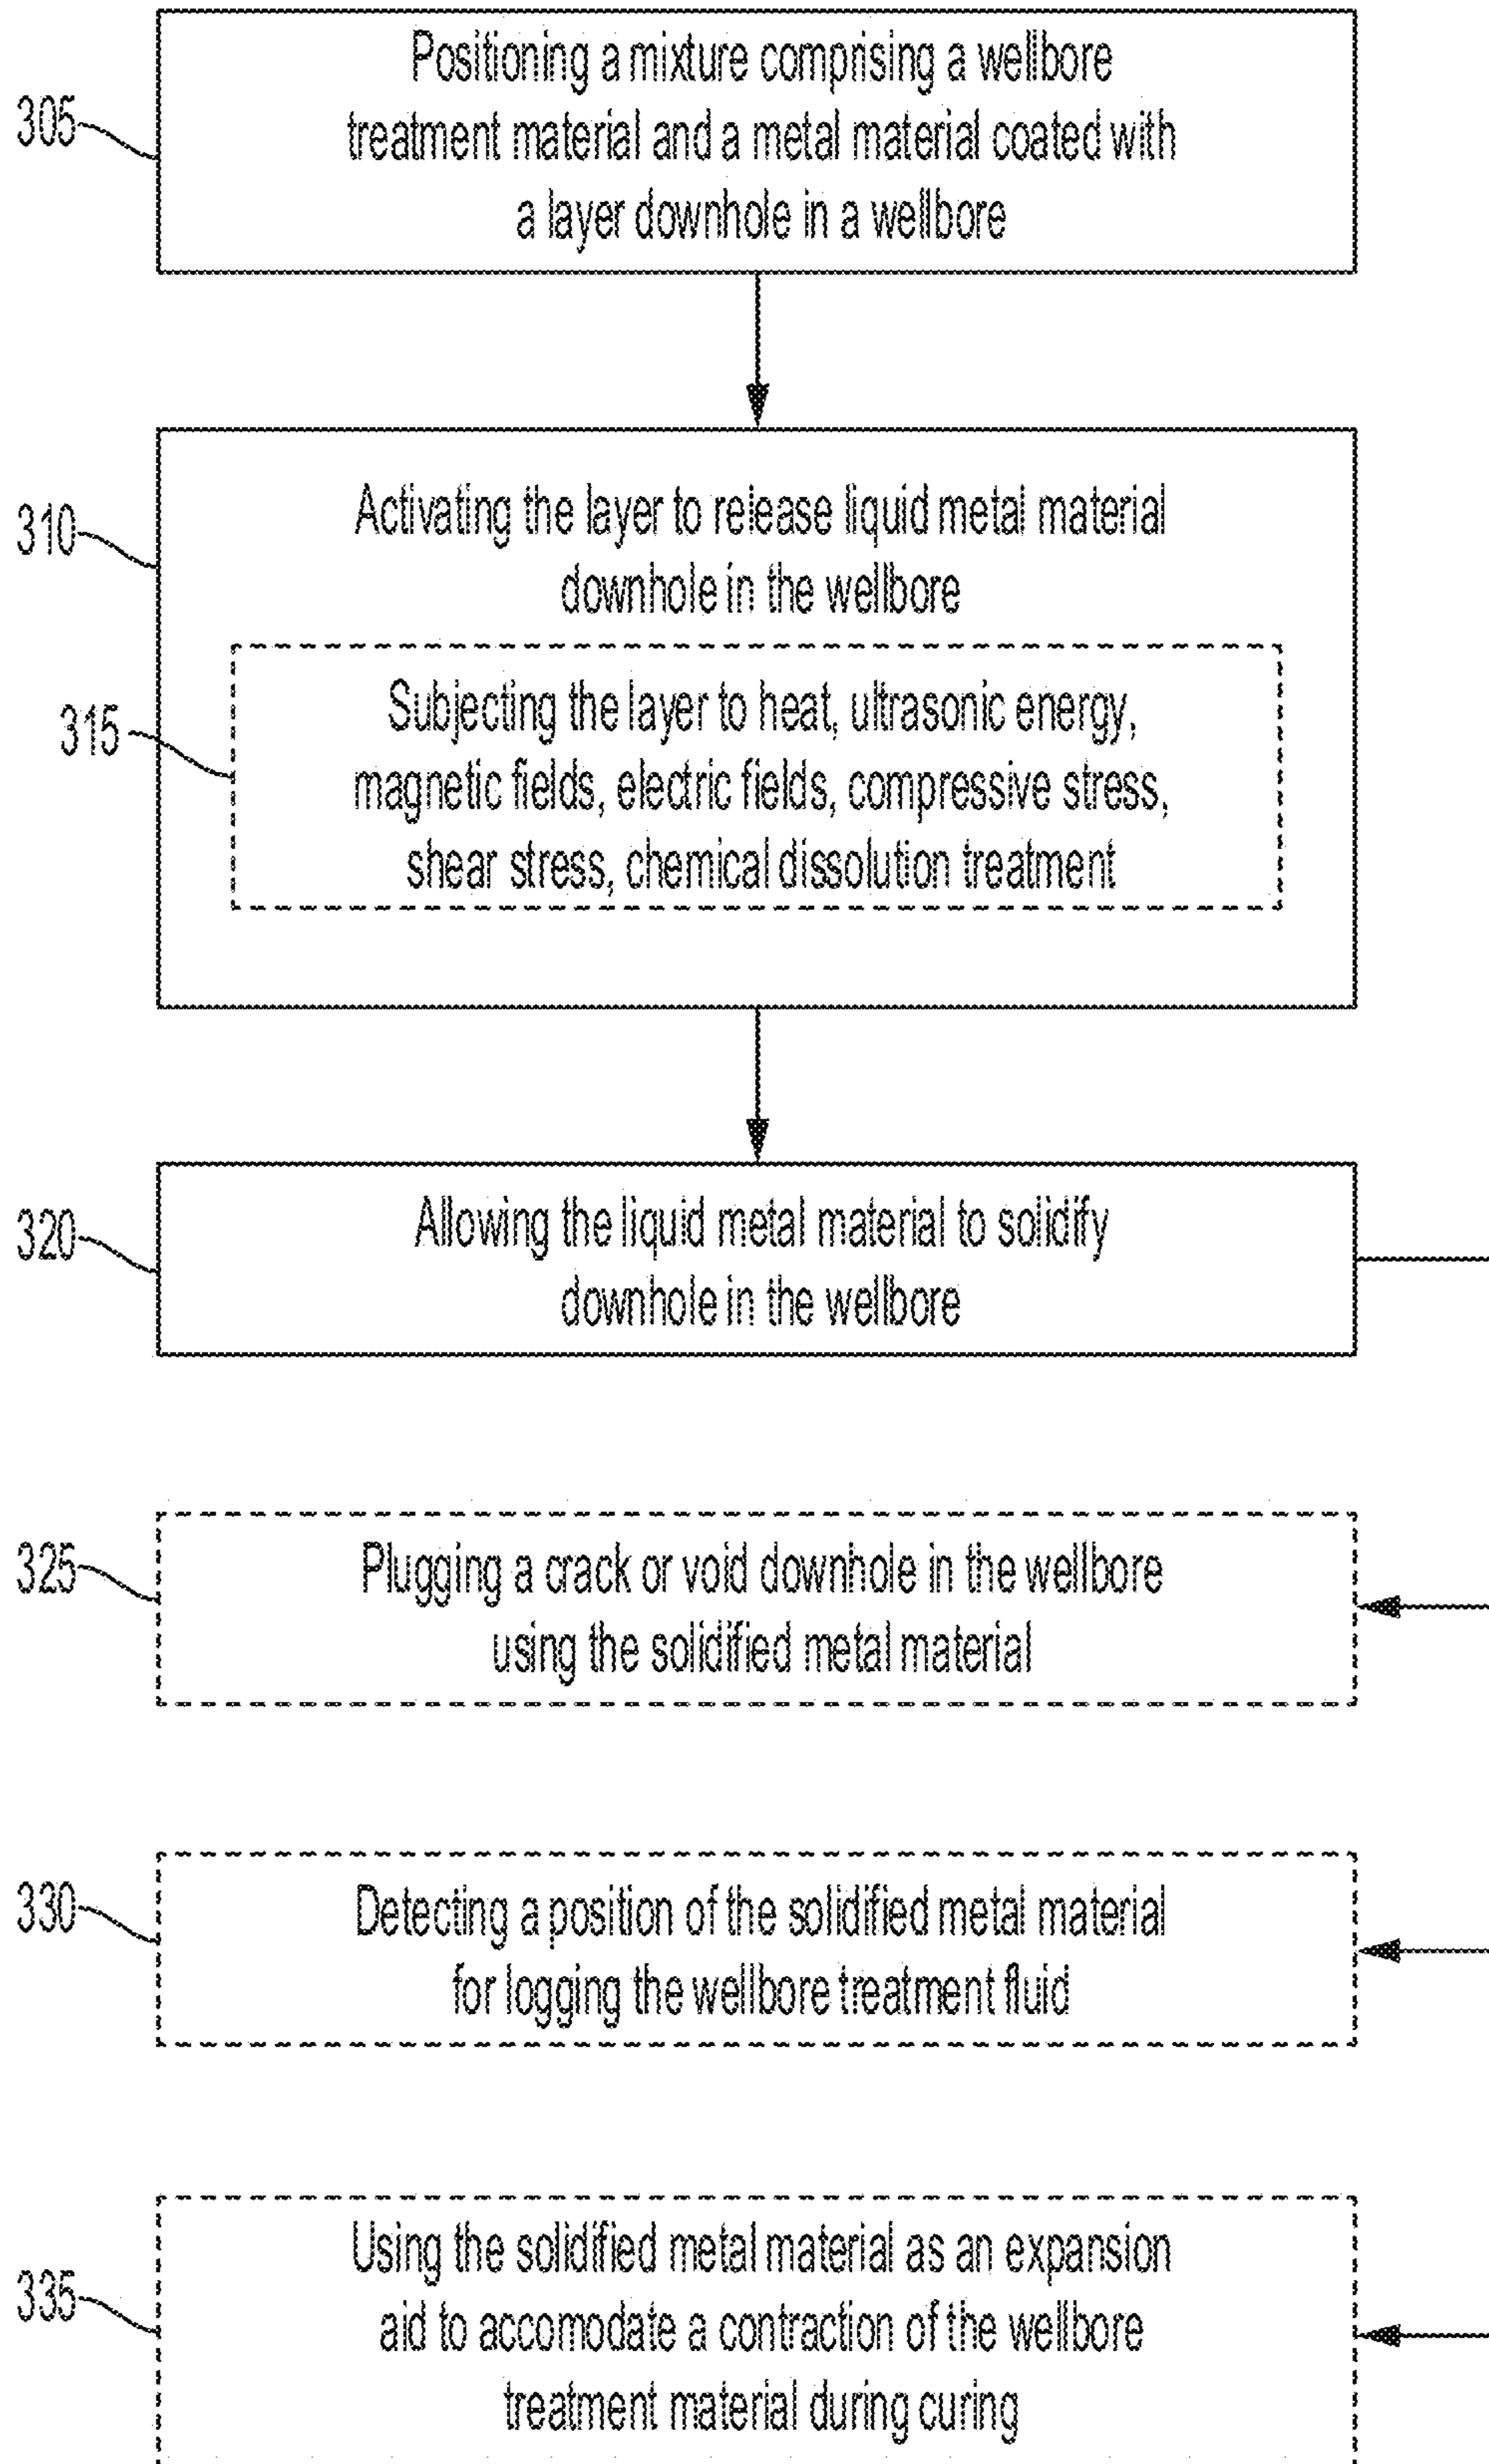 305
Positioning a mixture comprising a wellbore
treatment material and a metal material coated with
a layer downhole in a wellbore
310
Activating the layer to release liquid metal material
downhole in the wellbore
315
Subjecting the layer to heat, ultrasonic energy,
magnetic fields, electric fields, compressive stress,
shear stress, chemical dissolution treatment
320
Allowing the liquid metal material to solidify
downhole in the wellbore
325
Plugging a crack or void downhole in the wellbore
using the solidified metal material
330
Detecting a position of the solidified metal material
for logging the wellbore treatment fluid
335
Using the solidified metal material as an expansion
aid to accomodate a contraction of the wellbore
treatment material during curing